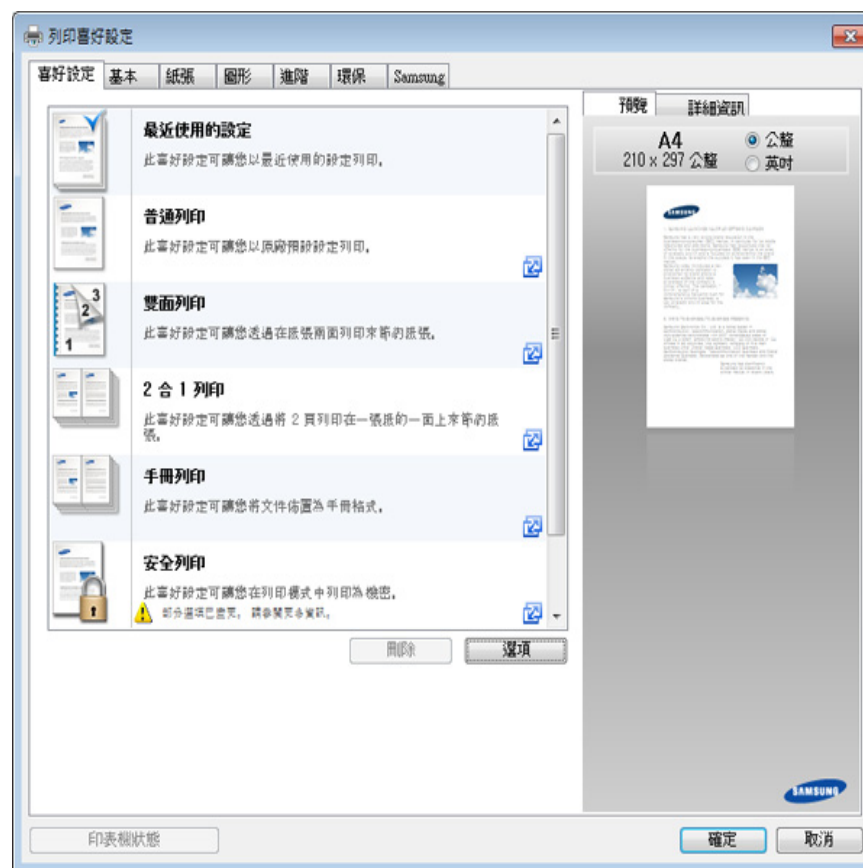 列印喜好設定
喜好設定 基本 紙張 圖形 進階 環保 Samsung
最近使用的設定
此喜好設定可讓您以最近使用的設定列印。
普通列印
此喜好設定可讓您以原廠預設設定列印。
雙面列印
此喜好設定可讓您透過在紙張兩面列印來節約紙張。
2 合 1 列印
此喜好設定可讓您透過將 2 頁列印在一張紙的一面上來節約紙
張。
手冊列印
此喜好設定可讓您將文件佈置為手冊格式。
安全列印
此喜好設定可讓您在列印模式中列印為機密。
部分選項已變更。 請參閱更多資訊。
刪除 選項
預覽 詳細資訊
A4
210 x 297 公釐
公釐
英吋
SAMSUNG
1
2
3
SAMSUNG
印表機狀態
確定 取消